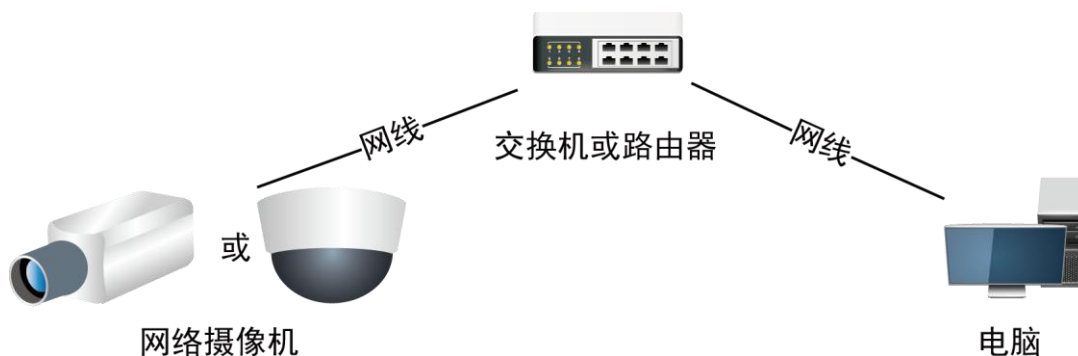 网线
网线
交换机或路由器
或
网络摄像机
电脑